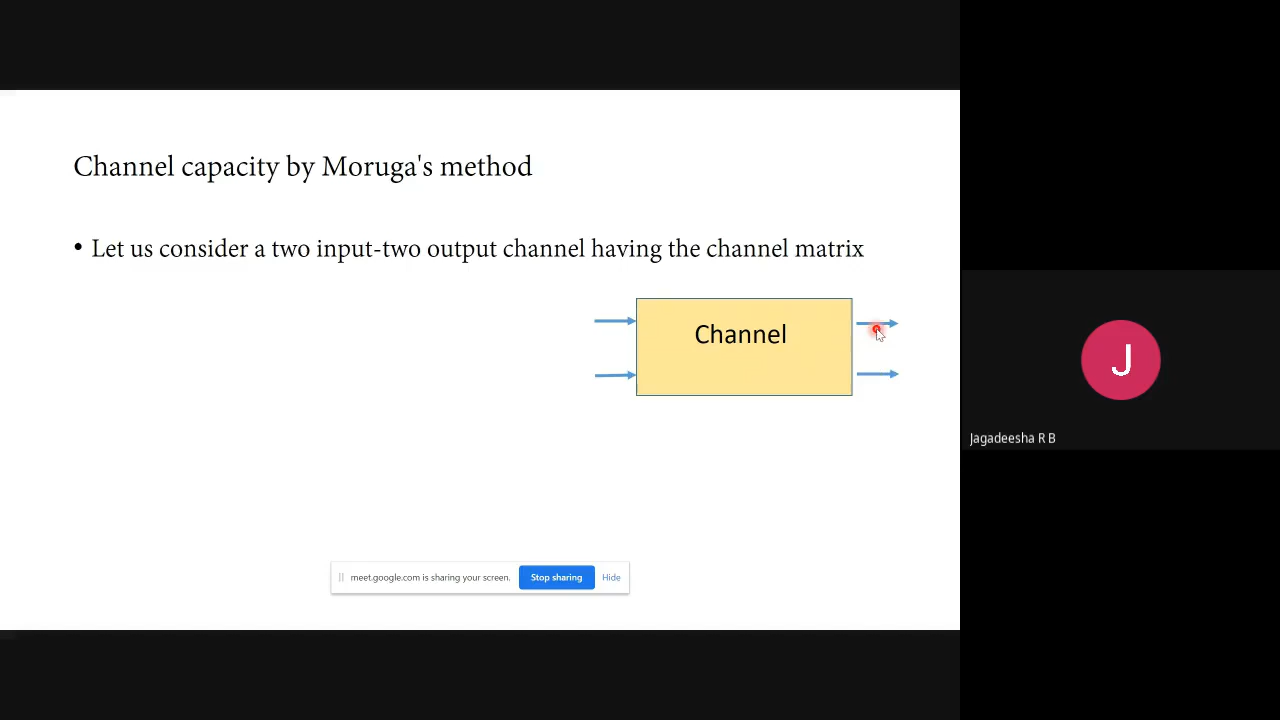 Channel capacity by Moruga's method
• Let us consider a two input-two output channel having the channel matrix
Channel
J
Jagadeesha R B
meet.google.com is sharing your screen. Stop sharing Hide